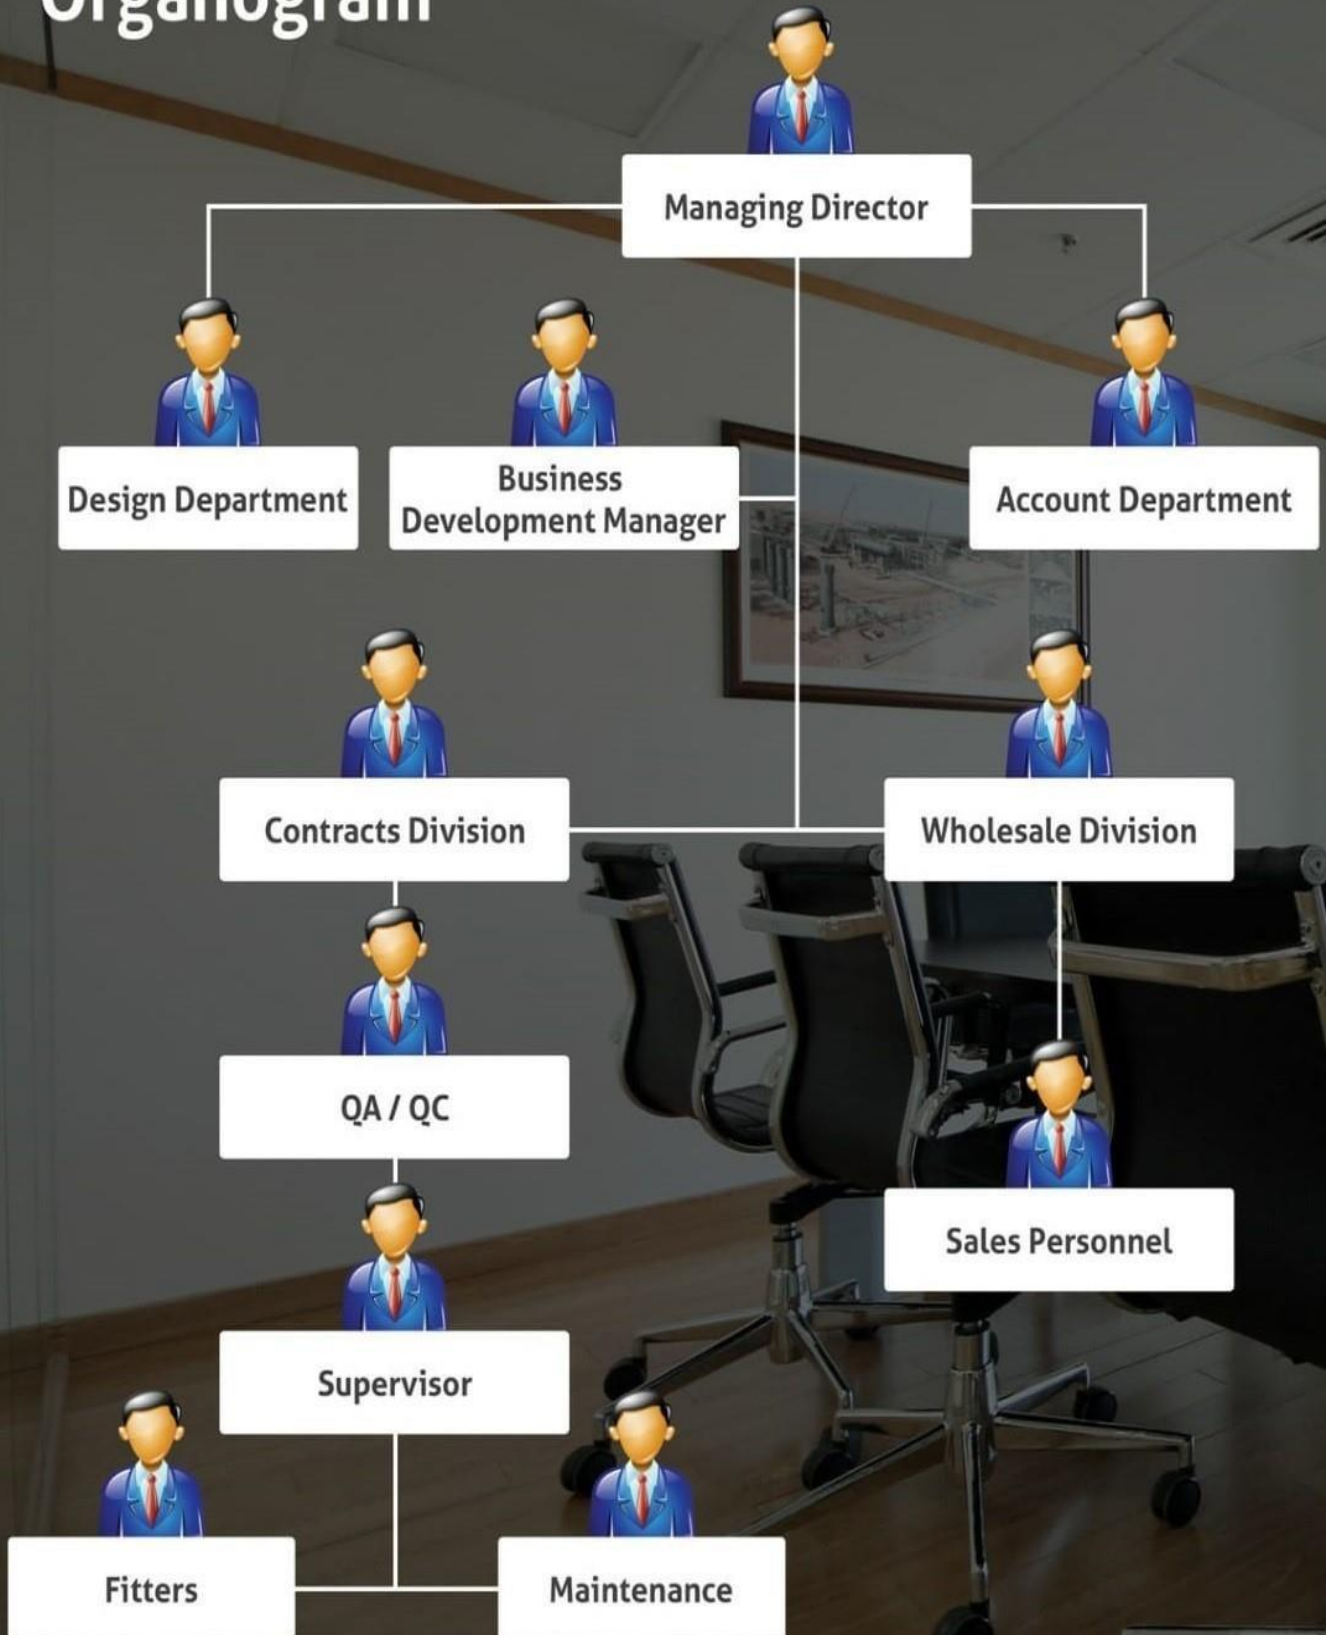 Organogram
Managing Director
Design Department
Business
Development Manager
Account Department
Contracts Division
Wholesale Division
QA / QC
Sales Personnel
Supervisor
Fitters
Maintenance